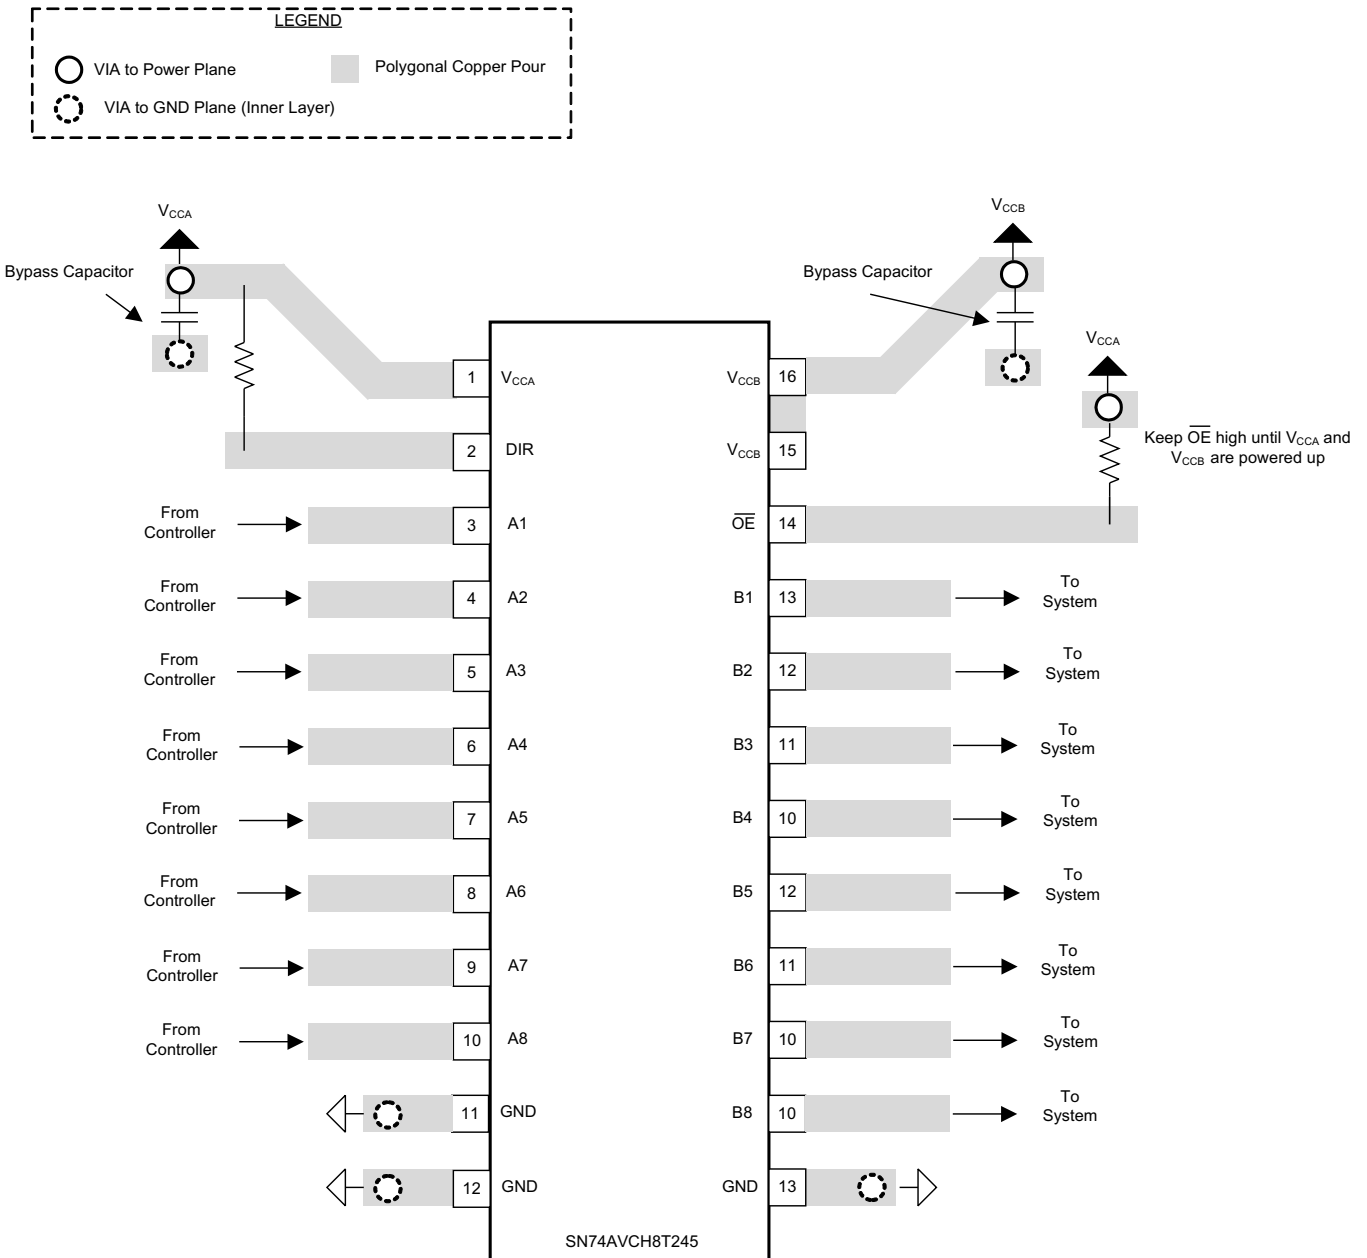 LEGEND
VIA to Power Plane
Polygonal Copper Pour
VIA to GND Plane (Inner Layer)
VCCA
VCCB
Bypass Capacitor
Bypass Capacitor
VCCA
Keep OE high until VCCA and
VCCB are powered up
1 VCCA
VCCB 16
2 DIR
VCCB 15
From
Controller
3 A1
OE 14
From
Controller
4 A2
B1 13
To
System
From
Controller
5 A3
B2 12
To
System
From
Controller
6 A4
B3 11
To
System
From
Controller
7 A5
B4 10
To
System
From
Controller
8 A6
B5 12
To
System
From
Controller
9 A7
B6 11
To
System
From
Controller
10 A8
B7 10
To
System
11 GND
B8 10
To
System
12 GND
GND 13
SN74AVCH8T245